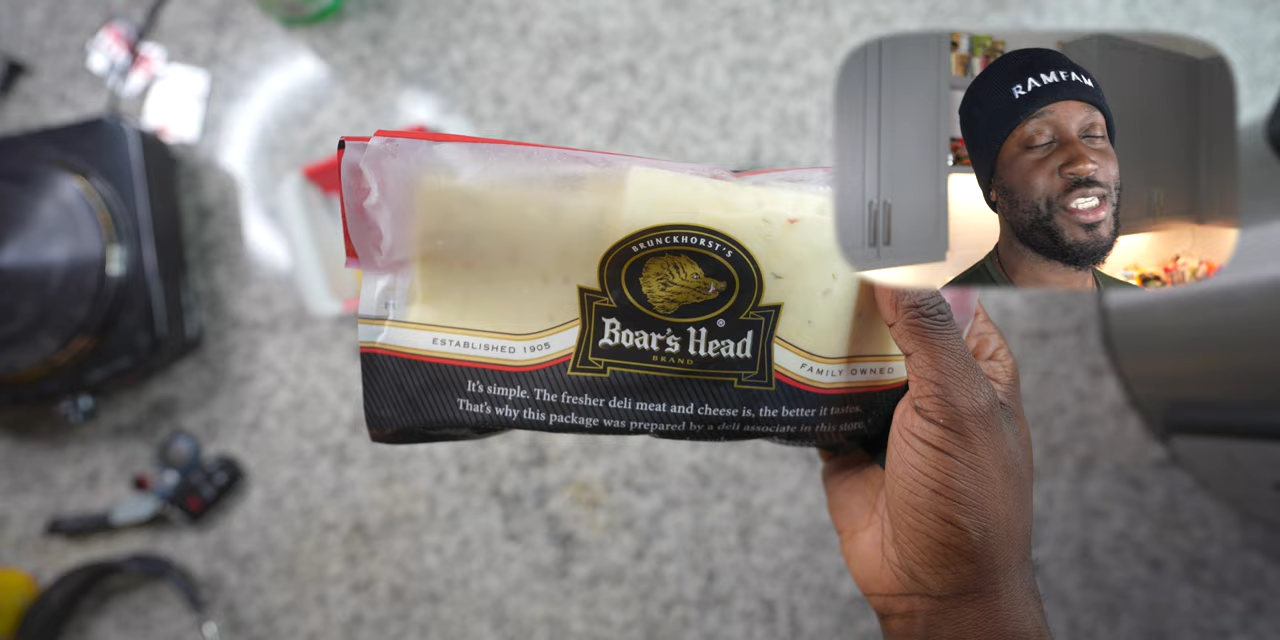 RAMFAM
BRUNCKHORST'S
Boar's Head®
BRAND
ESTABLISHED 1905
FAMILY OWNED
It's simple. The fresher deli meat and cheese is, the better it tastes.
That's why this package was prepared by a deli associate in this store,